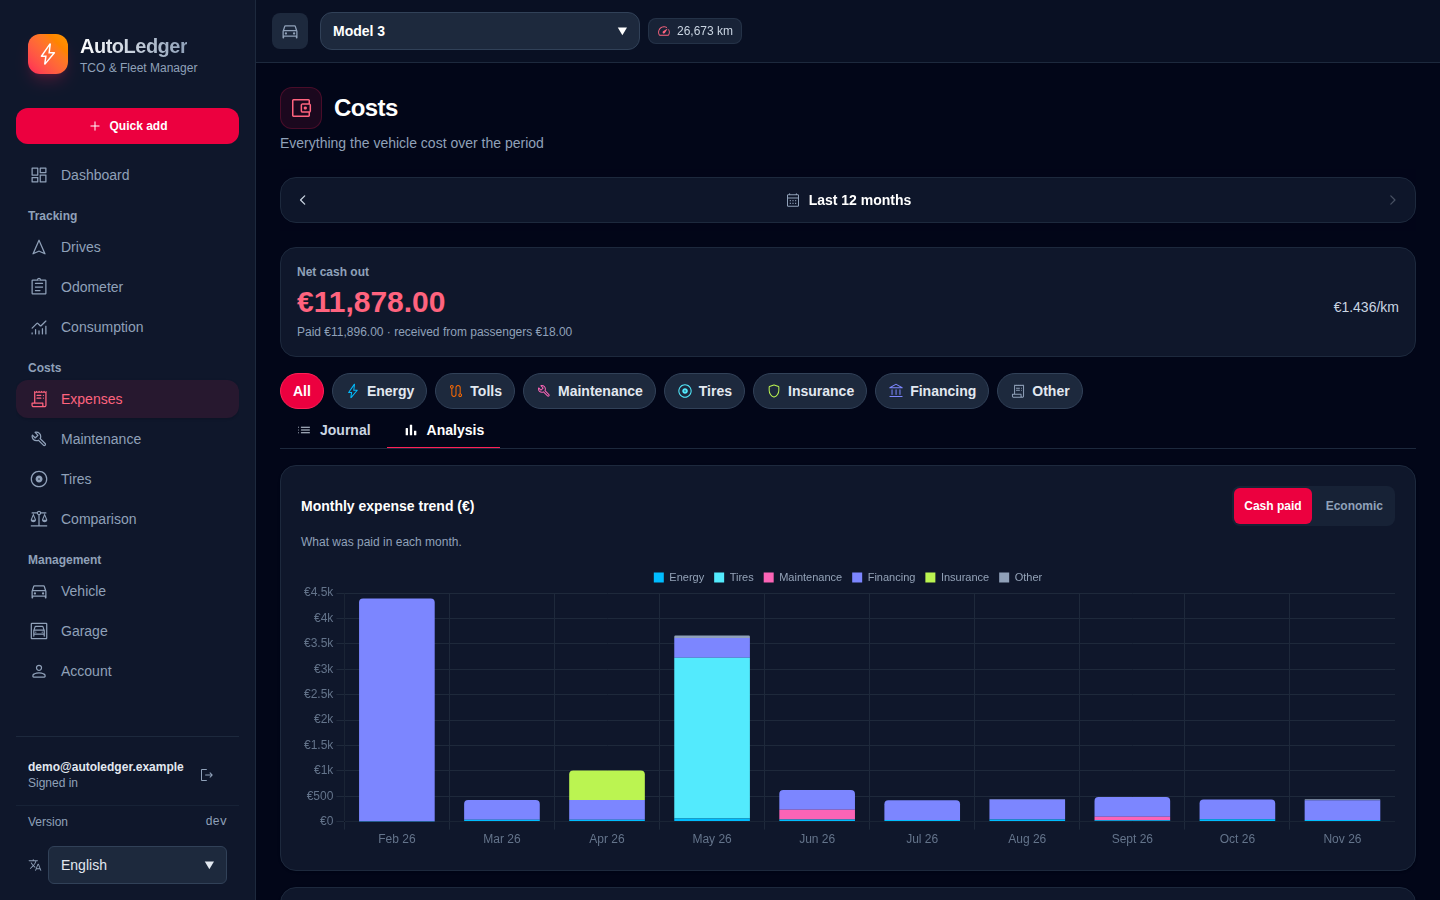 AutoLedger
TCO & Fleet Manager
Quick add
Dashboard
Tracking
Drives
Odometer
Consumption
Costs
Expenses
Maintenance
Tires
Comparison
Management
Vehicle
Garage
Account
demo@autoledger.example
Signed in
Version dev
English
Model 3
26,673 km
Costs
Everything the vehicle cost over the period
Last 12 months
Net cash out
€11,878.00
€1.436/km
Paid €11,896.00 · received from passengers €18.00
All Energy Tolls Maintenance Tires Insurance Financing Other
Journal Analysis
Monthly expense trend (€)
Cash paid Economic
What was paid in each month.
Energy Tires Maintenance Financing Insurance Other
€4.5k
€4k
€3.5k
€3k
€2.5k
€2k
€1.5k
€1k
€500
€0
Feb 26 Mar 26 Apr 26 May 26 Jun 26 Jul 26 Aug 26 Sept 26 Oct 26 Nov 26